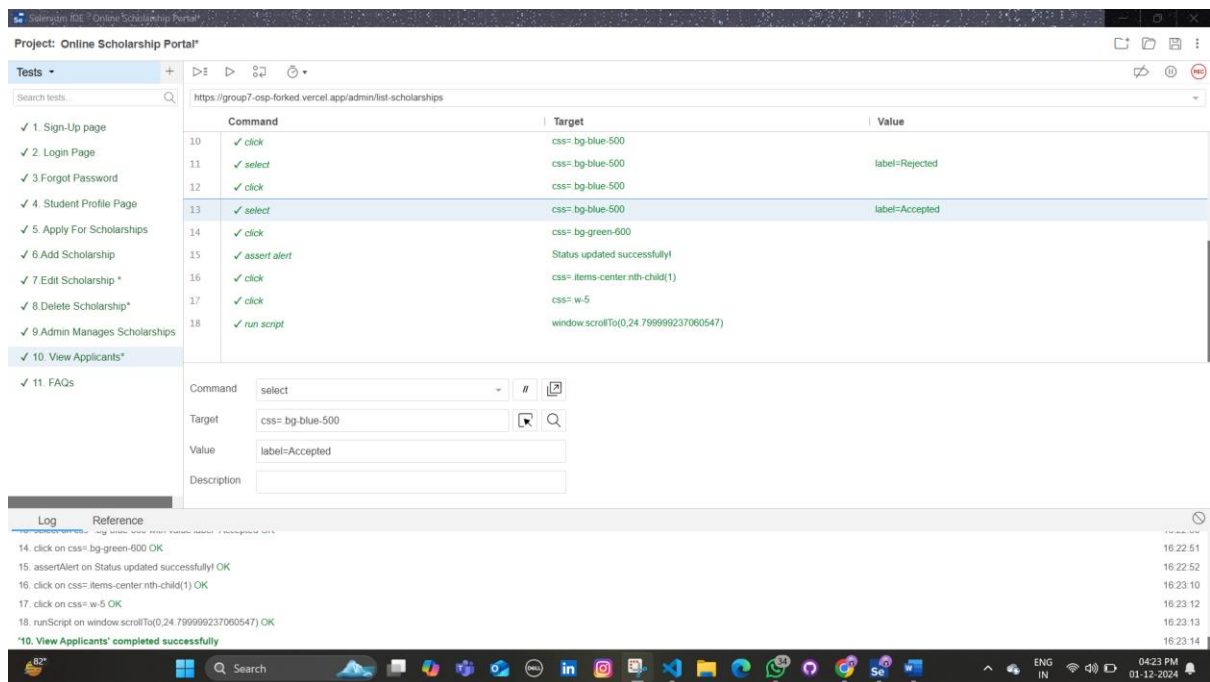 Selenium IDE - Online Scholarship Portal*
Project: Online Scholarship Portal*
Tests
Search tests...
https://group7-osp-forked.vercel.app/admin/list-scholarships
REC
✓ 1. Sign-Up page
✓ 2. Login Page
✓ 3.Forgot Password
✓ 4. Student Profile Page
✓ 5. Apply For Scholarships
✓ 6.Add Scholarship
✓ 7.Edit Scholarship *
✓ 8.Delete Scholarship*
✓ 9.Admin Manages Scholarships
✓ 10. View Applicants*
✓ 11. FAQs
Command Target Value
10 ✓ click css=.bg-blue-500
11 ✓ select css=.bg-blue-500 label=Rejected
12 ✓ click css=.bg-blue-500
13 ✓ select css=.bg-blue-500 label=Accepted
14 ✓ click css=.bg-green-600
15 ✓ assert alert Status updated successfully!
16 ✓ click css=.items-center:nth-child(1)
17 ✓ click css=.w-5
18 ✓ run script window.scrollTo(0,24.799999237060547)
Command select //
Target css=.bg-blue-500
Value label=Accepted
Description
Log Reference
14. click on css=.bg-green-600 OK 16:22:51
15. assertAlert on Status updated successfully! OK 16:22:52
16. click on css=.items-center:nth-child(1) OK 16:23:10
17. click on css=.w-5 OK 16:23:12
18. runScript on window.scrollTo(0,24.799999237060547) OK 16:23:13
'10. View Applicants' completed successfully 16:23:14
82°
Search
34
ENG
IN
04:23 PM
01-12-2024